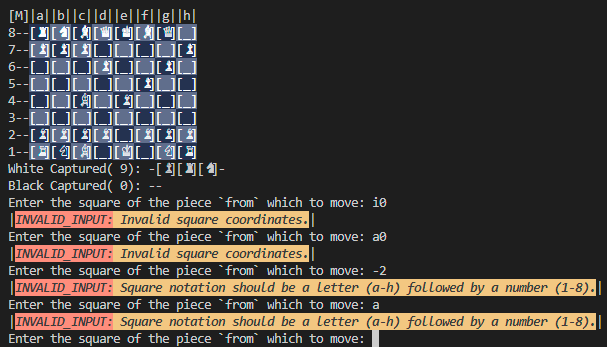 [M]|a||b||c||d||e||f||g||h|
8--[♜][♞][♝][♛][♚][♝][♛][_]
7--[♟][♟][♟][_][_][_][_][♟]
6--[_][_][_][♟][_][_][♟][_]
5--[_][_][_][_][_][♟][_][_]
4--[_][_][♗][_][♟][_][_][_]
3--[_][_][_][_][_][_][_][_]
2--[♙][♙][♙][♙][_][♙][♙][♙]
1--[♖][♘][♗][_][♔][_][♘][♖]
White Captured( 9): -[♟][♜][♞]-
Black Captured( 0): --
Enter the square of the piece `from` which to move: i0
|INVALID_INPUT: Invalid square coordinates.|
Enter the square of the piece `from` which to move: a0
|INVALID_INPUT: Invalid square coordinates.|
Enter the square of the piece `from` which to move: -2
|INVALID_INPUT: Square notation should be a letter (a-h) followed by a number (1-8).|
Enter the square of the piece `from` which to move: a
|INVALID_INPUT: Square notation should be a letter (a-h) followed by a number (1-8).|
Enter the square of the piece `from` which to move: